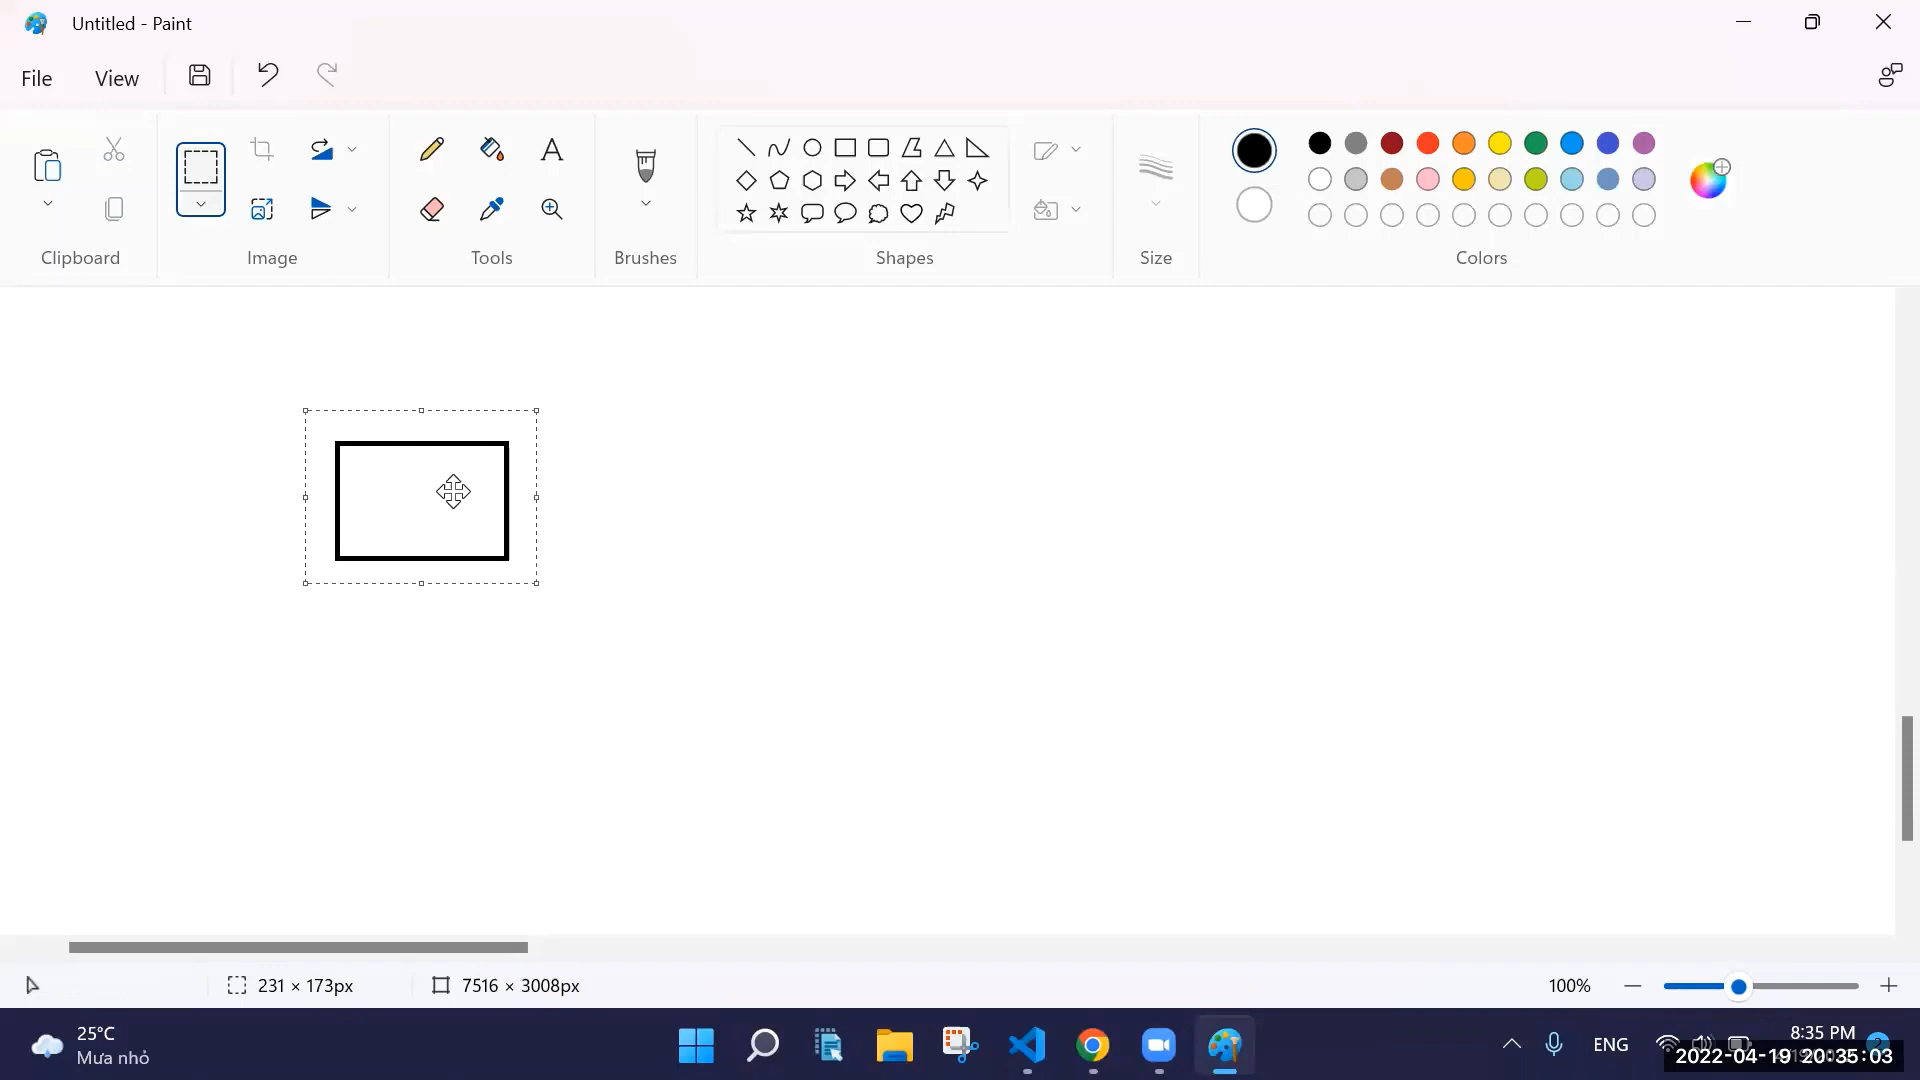 Untitled - Paint
File View
Clipboard
Image
Tools
Brushes
Shapes
Size
Colors
231 × 173px
7516 × 3008px
100%
25°C
Mưa nhỏ
ENG
8:35 PM
2
2022-04-19 20:35:03